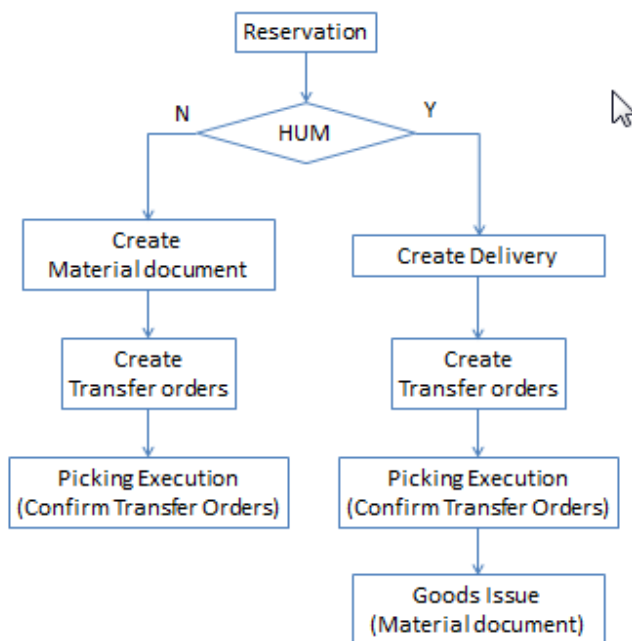 Reservation
N
HUM
Y
Create
Material document
Create Delivery
Create
Transfer orders
Create
Transfer orders
Picking Execution
(Confirm Transfer Orders)
Picking Execution
(Confirm Transfer Orders)
Goods Issue
(Material document)